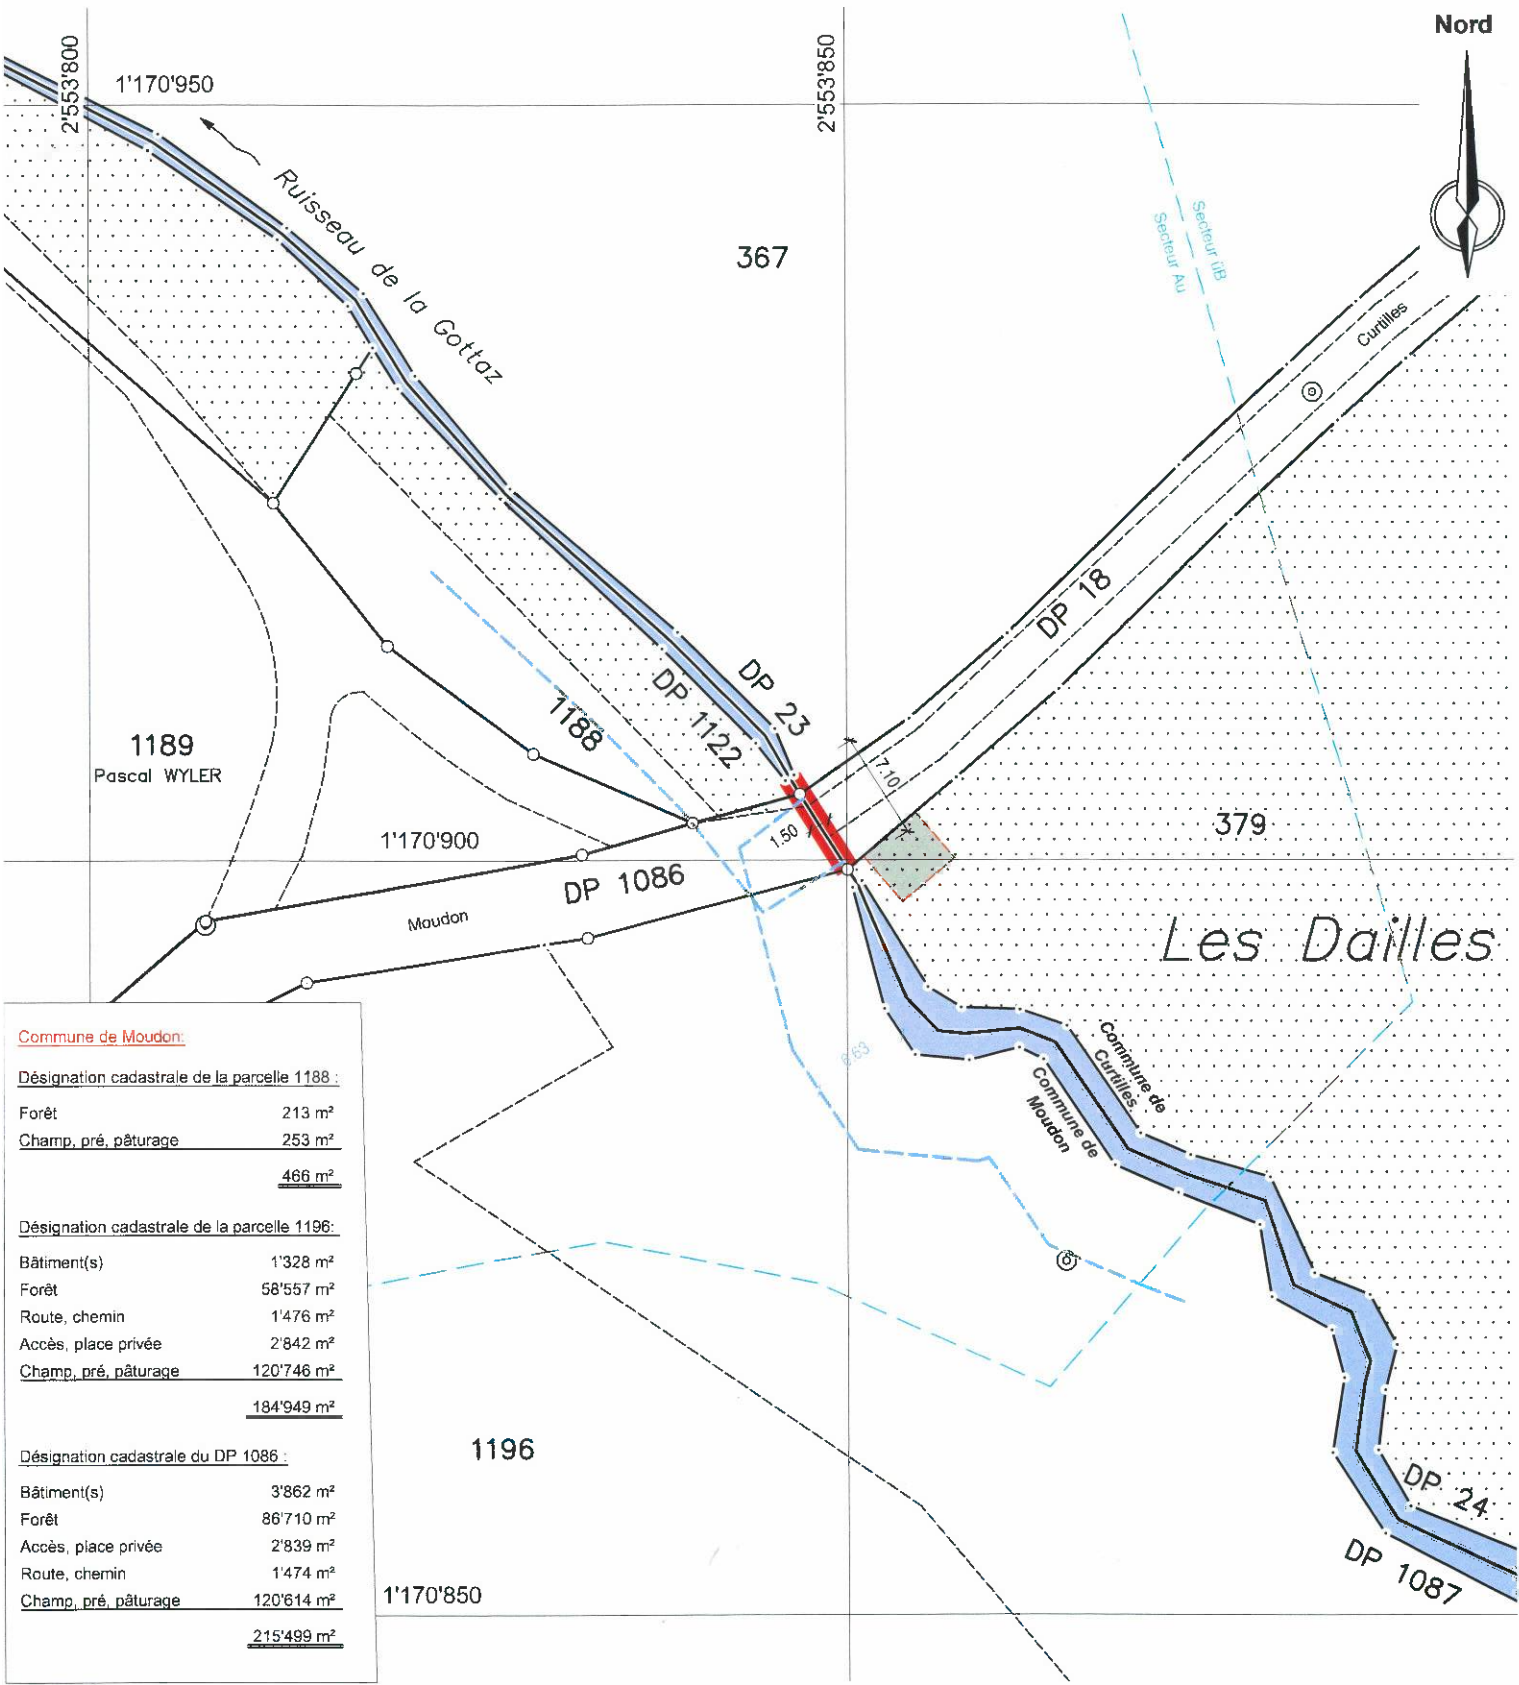 Nord
2'553'800
1'170'950
2'553'850
Ruisseau de la Gottaz
367
Secteur üB
Secteur Au
Curtilles
DP 18
DP 23
DP 1122
1188
1189
Pascal WYLER
7.10
1.50
379
1'170'900
DP 1086
Moudon
Les Dailles
6.63
Commune de
Curtilles
Commune de
Moudon
Commune de Moudon:
Désignation cadastrale de la parcelle 1188 :
Forêt 213 m²
Champ, pré, pâturage 253 m²
466 m²
Désignation cadastrale de la parcelle 1196:
Bâtiment(s) 1'328 m²
Forêt 58'557 m²
Route, chemin 1'476 m²
Accès, place privée 2'842 m²
Champ, pré, pâturage 120'746 m²
184'949 m²
Désignation cadastrale du DP 1086 :
Bâtiment(s) 3'862 m²
Forêt 86'710 m²
Accès, place privée 2'839 m²
Route, chemin 1'474 m²
Champ, pré, pâturage 120'614 m²
215'499 m²
1196
DP 24
DP 1087
1'170'850